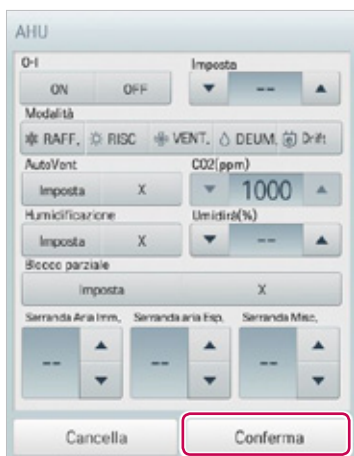 AHU
O-I Imposta
ON OFF ▼ -- ▲
Modalità
RAFF. RISC VENT. DEUM. Drift
AutoVent CO2(ppm)
Imposta X ▼ 1000 ▲
Humidificazione Umidità(%)
Imposta X ▼ -- ▲
Blocco parziale
Imposta X
Serranda Aria Imm. Serranda aria Esp. Serranda Misc.
-- ▲ -- ▲ -- ▲
▼ ▼ ▼
Cancella Conferma